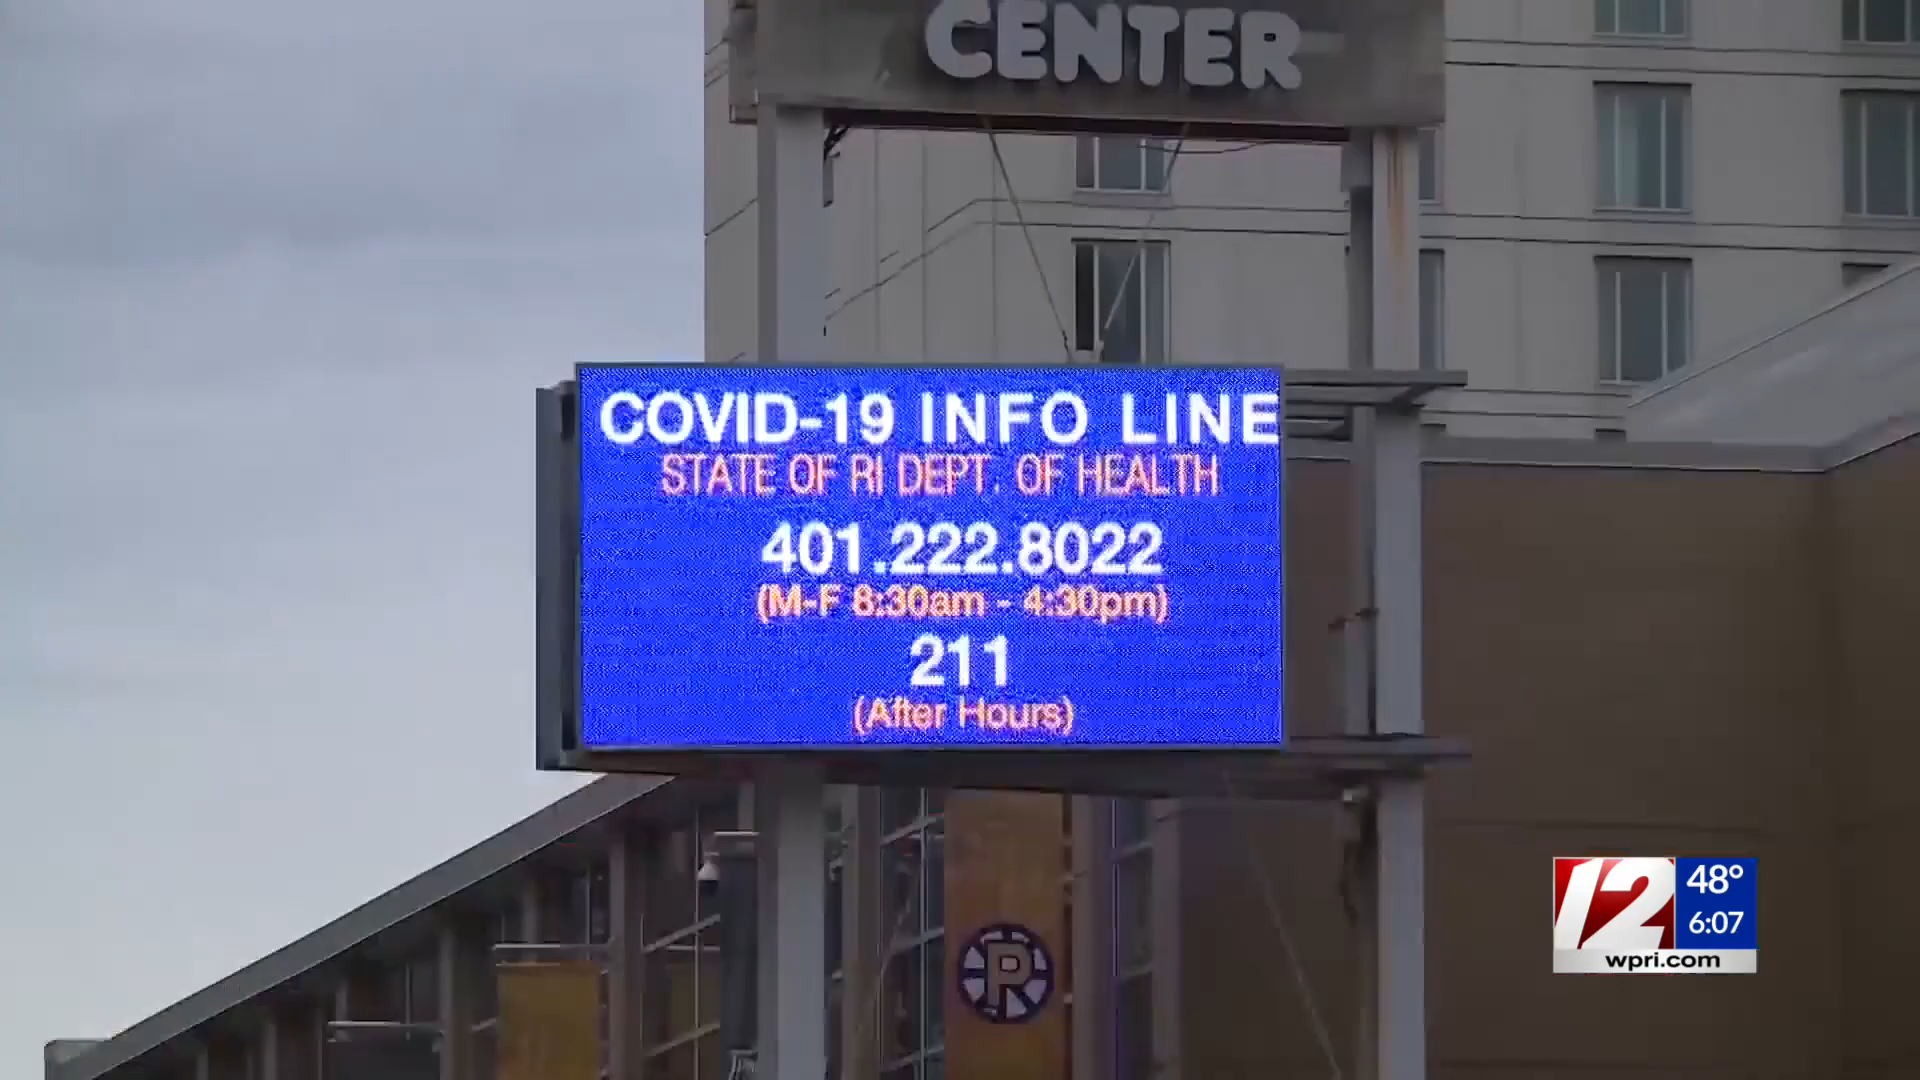 CENTER
COVID-19 INFO LINE
STATE OF RI DEPT. OF HEALTH
401.222.8022
(M-F 8:30am - 4:30pm)
211
(After Hours)
P
12
48°
6:07
wpri.com